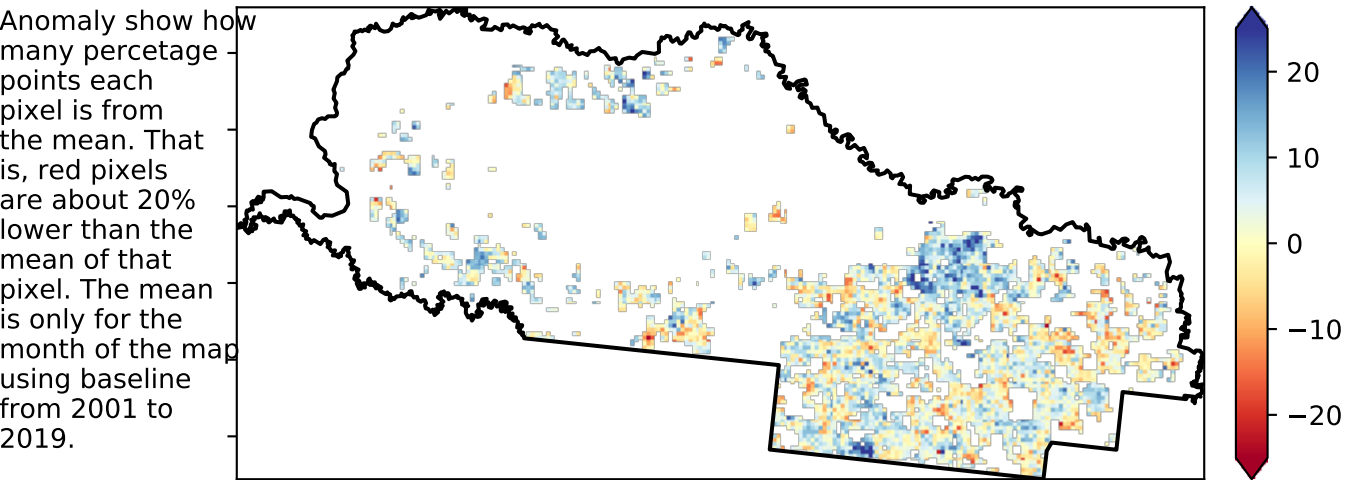 Anomaly show how
many percetage
points each
pixel is from
the mean. That
is, red pixels
are about 20%
lower than the
mean of that
pixel. The mean
is only for the
month of the map
using baseline
from 2001 to
2019.
20
10
0
−10
−20